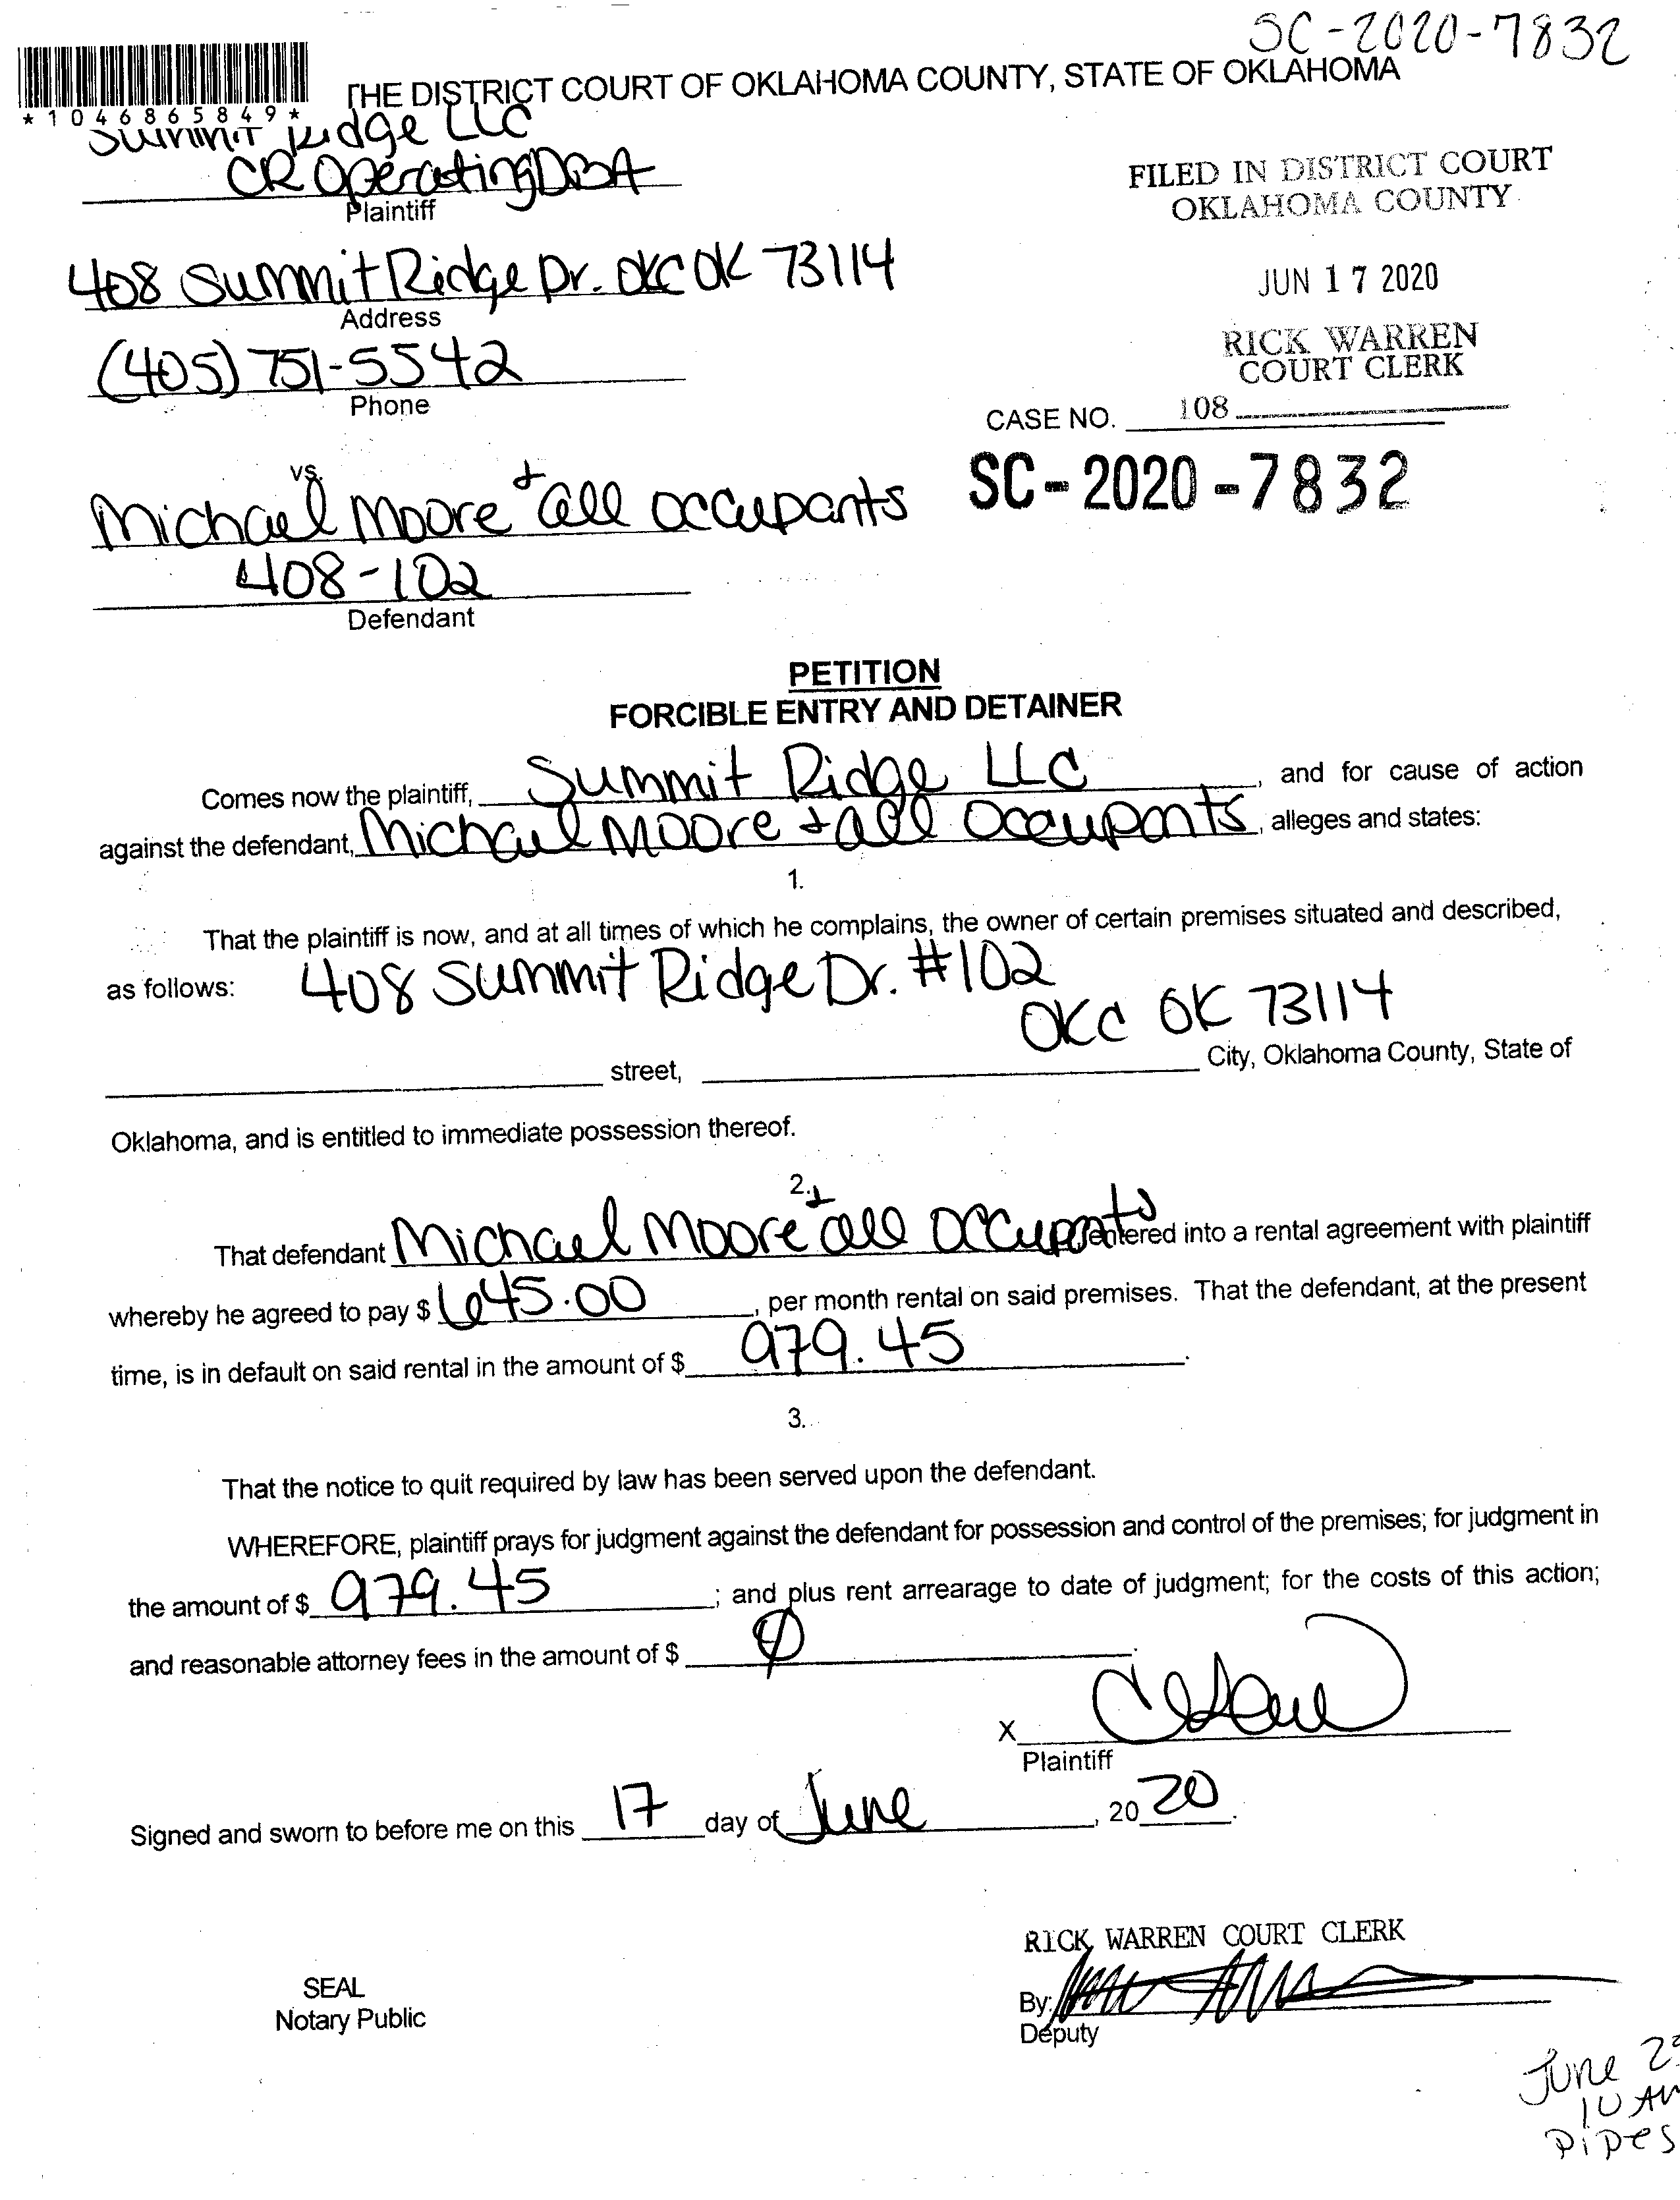 SC-2020-7832
THE DISTRICT COURT OF OKLAHOMA COUNTY, STATE OF OKLAHOMA
*1046865849*
Summit Ridge LLC
CR Operating DBA
Plaintiff
FILED IN DISTRICT COURT
OKLAHOMA COUNTY
408 Summit Ridge Dr. OKC OK 73114
Address
JUN 17 2020
(405) 751-5542
Phone
RICK WARREN
COURT CLERK
CASE NO. 108
SC-2020-7832
vs.
Michael Moore + all occupants
408-102
Defendant
PETITION
FORCIBLE ENTRY AND DETAINER
Comes now the plaintiff, Summit Ridge LLC, and for cause of action
against the defendant, Michael Moore + all occupants, alleges and states:
1.
That the plaintiff is now, and at all times of which he complains, the owner of certain premises situated and described,
as follows: 408 Summit Ridge Dr. #102
OKC OK 73114
street, City, Oklahoma County, State of
Oklahoma, and is entitled to immediate possession thereof.
2.
That defendant Michael Moore + all occupants entered into a rental agreement with plaintiff
whereby he agreed to pay $ 645.00, per month rental on said premises. That the defendant, at the present
time, is in default on said rental in the amount of $ 979.45.
3.
That the notice to quit required by law has been served upon the defendant.
WHEREFORE, plaintiff prays for judgment against the defendant for possession and control of the premises; for judgment in
the amount of $ 979.45; and plus rent arrearage to date of judgment; for the costs of this action;
and reasonable attorney fees in the amount of $ 0
X
Plaintiff
Signed and sworn to before me on this 17 day of June, 2020.
RICK WARREN COURT CLERK
SEAL
Notary Public
By:
Deputy
June
10 AM
Pipes